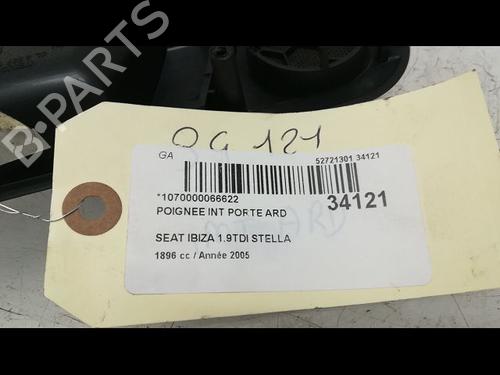 B-PARTS
QG 121
GA
52721301 34121
*1070000066622
34121
POIGNEE INT PORTE ARD
SEAT IBIZA 1.9TDI STELLA
1896 cc / Année 2005